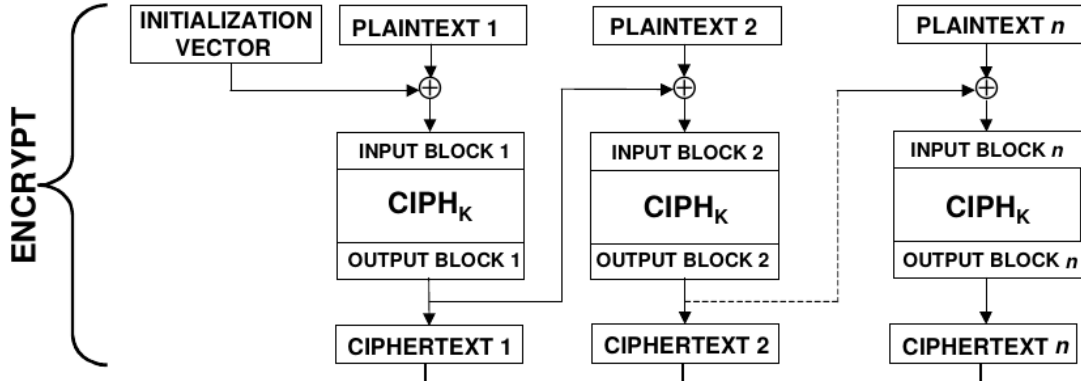 ENCRYPT
INITIALIZATION
VECTOR
PLAINTEXT 1
PLAINTEXT 2
PLAINTEXT n
INPUT BLOCK 1
INPUT BLOCK 2
INPUT BLOCK n
CIPHK
CIPHK
CIPHK
OUTPUT BLOCK 1
OUTPUT BLOCK 2
OUTPUT BLOCK n
CIPHERTEXT 1
CIPHERTEXT 2
CIPHERTEXT n